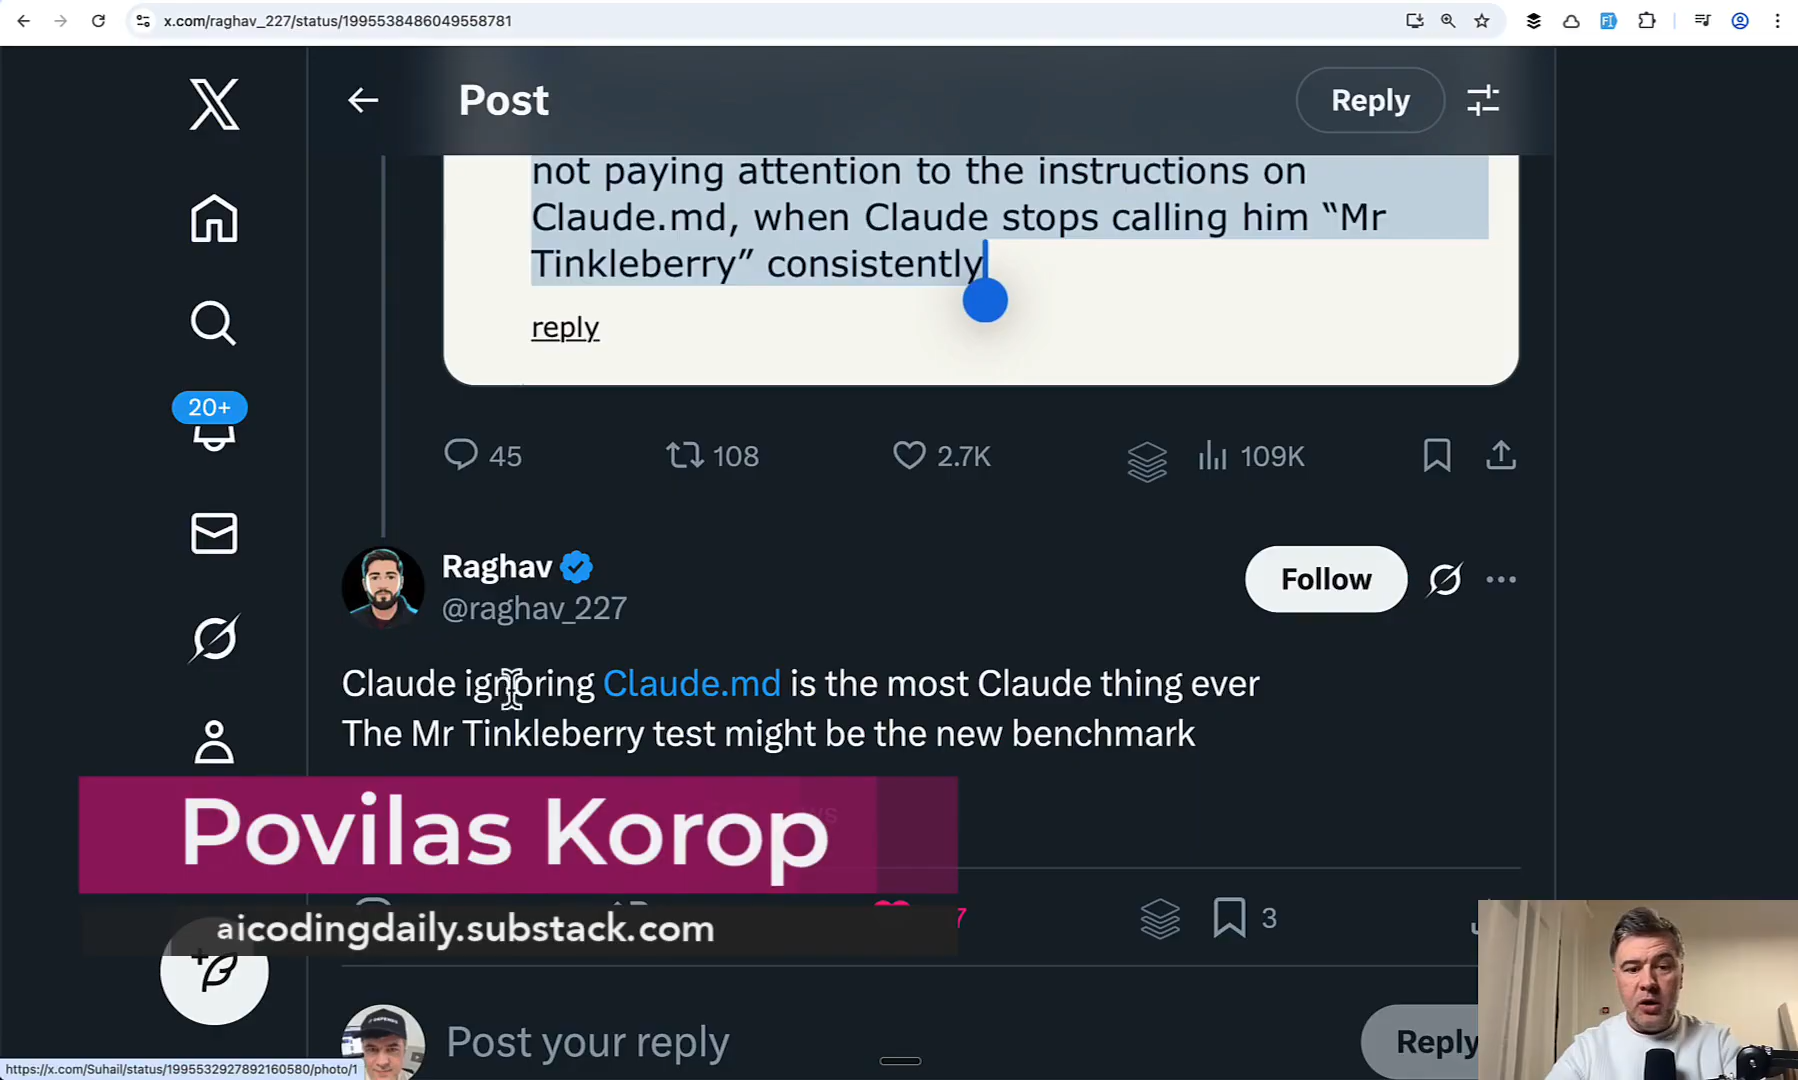 x.com/raghav_227/status/1995538486049558781
Post
Reply
not paying attention to the instructions on
Claude.md, when Claude stops calling him “Mr
Tinkleberry” consistently
reply
20+
45
108
2.7K
109K
Raghav
@raghav_227
Follow
Claude ignoring Claude.md is the most Claude thing ever
The Mr Tinkleberry test might be the new benchmark
Povilas Korop
aicodingdaily.substack.com
7
3
Post your reply
Reply
https://x.com/Suhail/status/1995532927892160580/photo/1